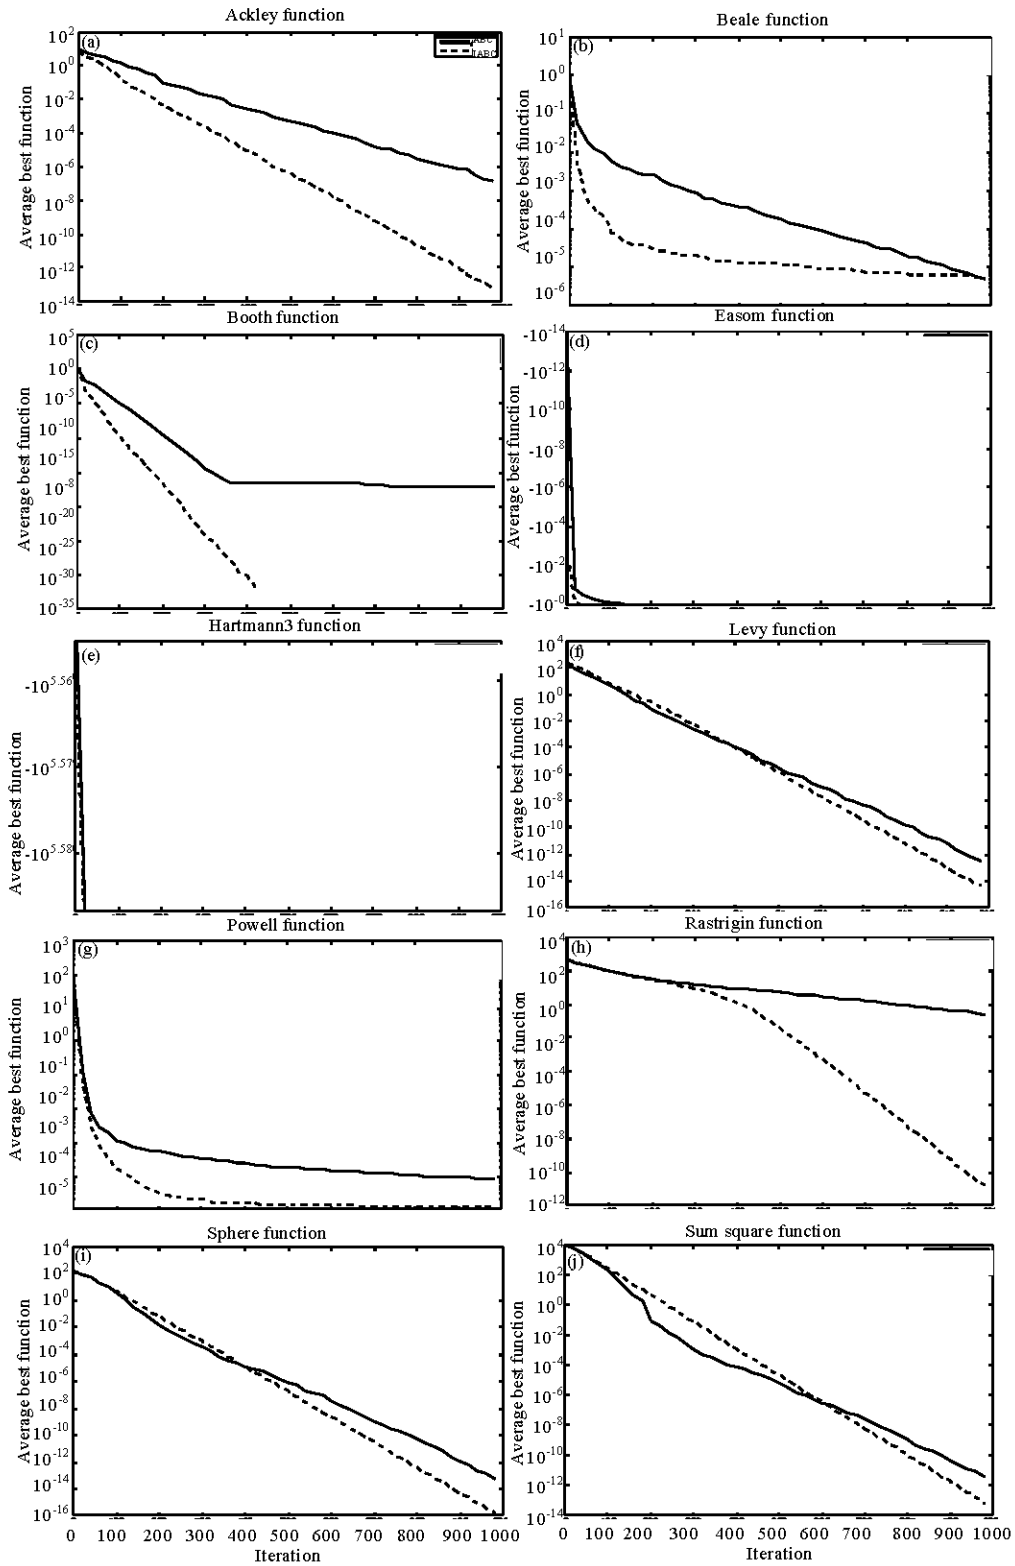 Ackley function
(a)
ABC
IABC
10^2
10^0
10^-2
10^-4
10^-6
10^-8
10^-10
10^-12
10^-14
Average best function
Beale function
(b)
10^1
10^0
10^-1
10^-2
10^-3
10^-4
10^-5
10^-6
Average best function
Booth function
(c)
10^5
10^0
10^-5
10^-10
10^-15
10^-8
10^-25
10^-30
10^-35
Average best function
Easom function
(d)
-10^-14
-10^-12
-10^-10
-10^-8
-10^-6
-10^-4
-10^-2
-10^-0
Average best function
Hartmann3 function
(e)
-10^5.56
-10^5.57
-10^5.58
Average best function
Levy function
(f)
10^2
10^0
10^-2
10^-4
10^-6
10^-8
10^-10
10^-12
10^-14
10^-16
Average best function
Powell function
(g)
10^3
10^2
10^1
10^0
10^-1
10^-2
10^-3
10^-4
10^-5
Average best function
Rastrigin function
(h)
10^4
10^2
10^0
10^-2
10^-4
10^-6
10^-8
10^-10
10^-12
Average best function
Sphere function
(i)
10^4
10^2
10^0
10^-2
10^-4
10^-6
10^-8
10^-10
10^-12
10^-14
10^-16
Average best function
0 100 200 300 400 500 600 700 800 900 1000
Iteration
Sum square function
(j)
10^4
10^2
10^0
10^-2
10^-4
10^-6
10^-8
10^-10
10^-12
10^-14
Average best function
0 100 200 300 400 500 600 700 800 900 1000
Iteration